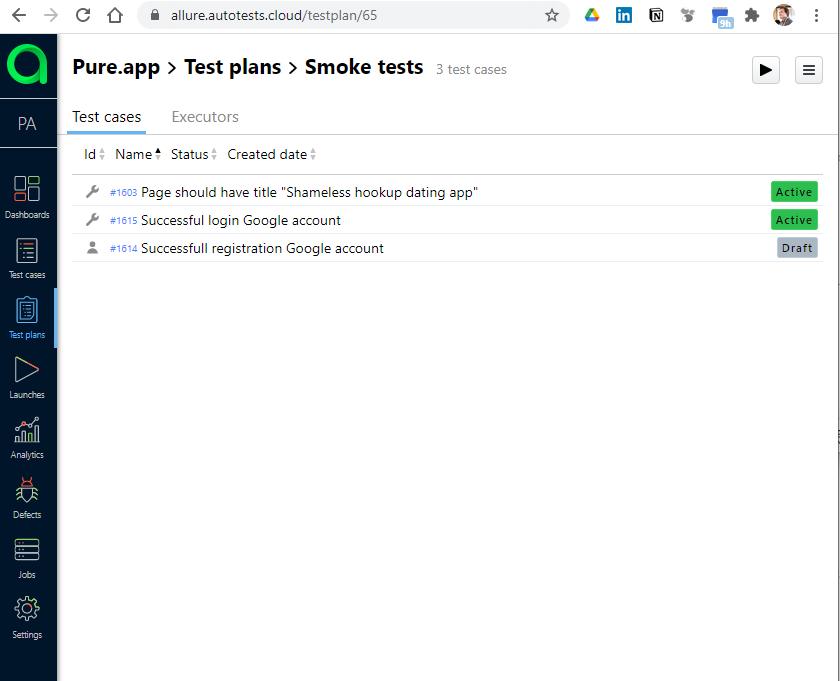 allure.autotests.cloud/testplan/65
9h
PA
Dashboards
Test cases
Test plans
Launches
Analytics
Defects
Jobs
Settings
Pure.app > Test plans > Smoke tests 3 test cases
Test cases Executors
Id Name Status Created date
#1603 Page should have title "Shameless hookup dating app" Active
#1615 Successful login Google account Active
#1614 Successfull registration Google account Draft